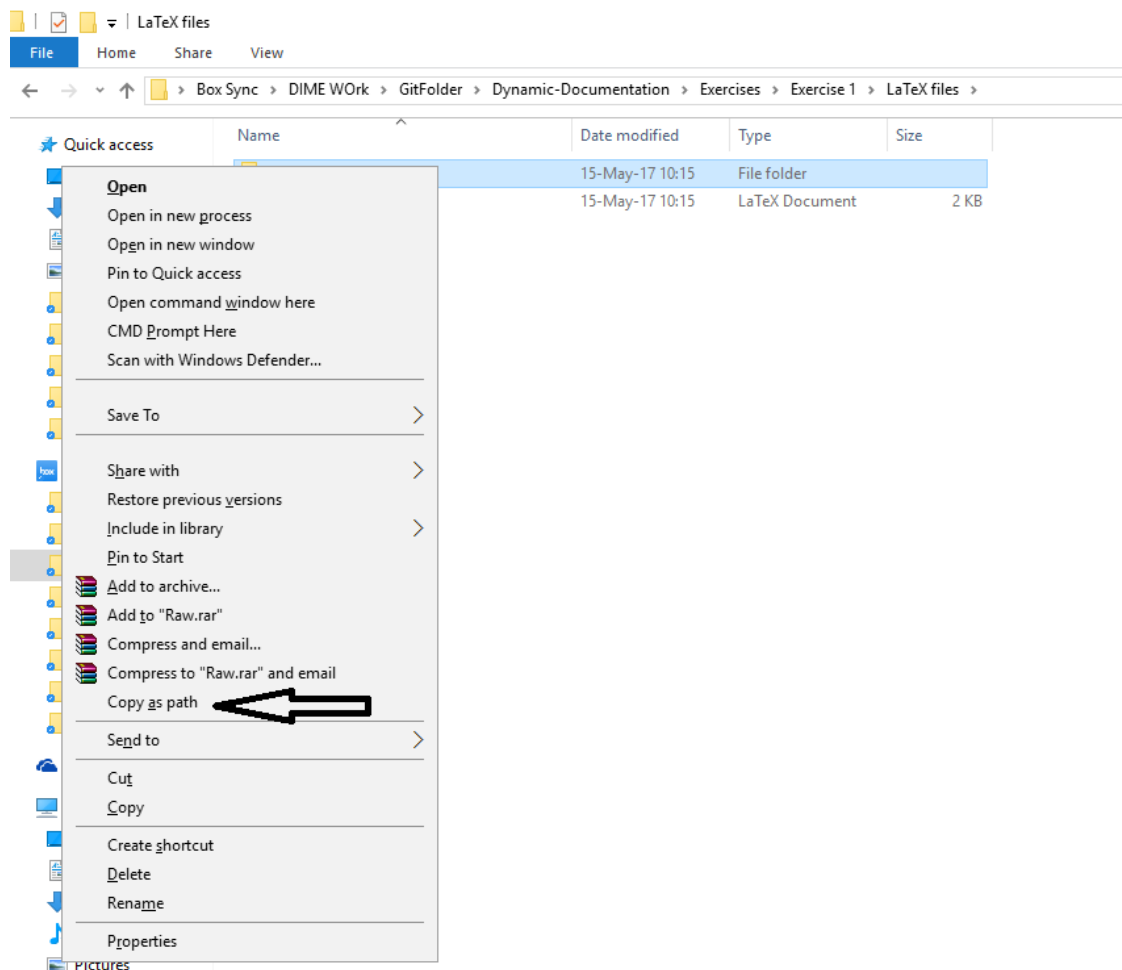 LaTeX files
File Home Share View
Box Sync DIME WOrk GitFolder Dynamic-Documentation Exercises Exercise 1 LaTeX files
Quick access
Name Date modified Type Size
15-May-17 10:15 File folder
15-May-17 10:15 LaTeX Document 2 KB
Open
Open in new process
Open in new window
Pin to Quick access
Open command window here
CMD Prompt Here
Scan with Windows Defender...
Save To
Share with
box
Restore previous versions
Include in library
Pin to Start
Add to archive...
Add to "Raw.rar"
Compress and email...
Compress to "Raw.rar" and email
Copy as path
Send to
Cut
Copy
Create shortcut
Delete
Rename
Properties
Pictures